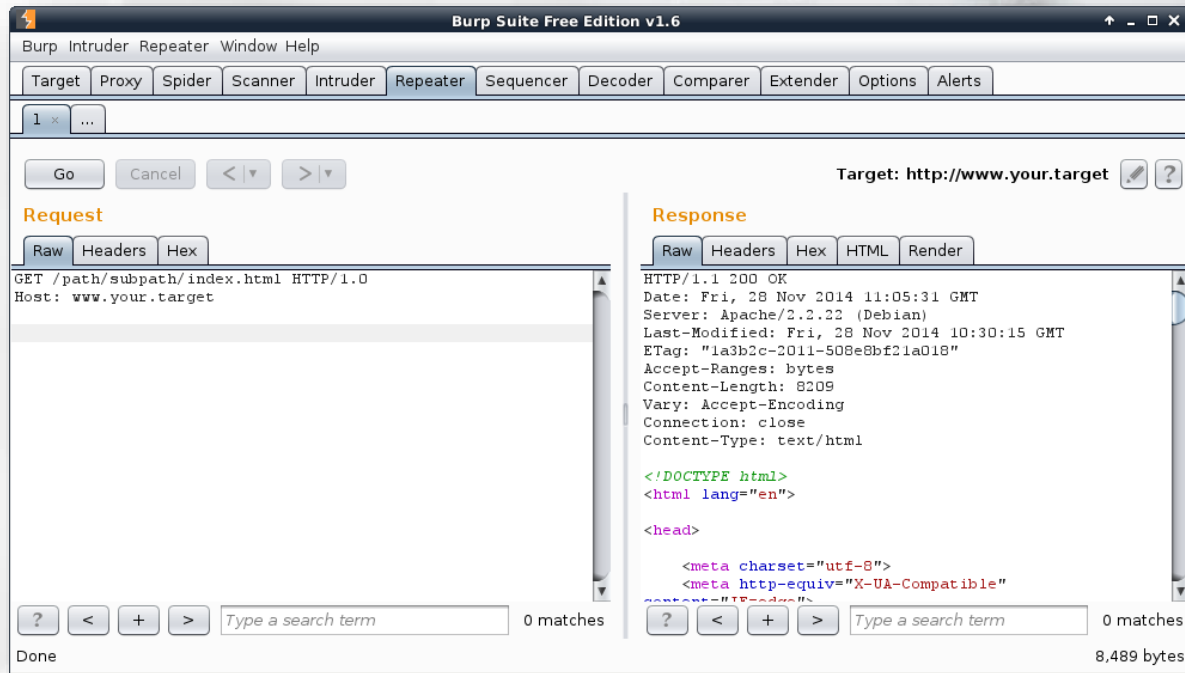 Burp Suite Free Edition v1.6
Burp Intruder Repeater Window Help
Target Proxy Spider Scanner Intruder Repeater Sequencer Decoder Comparer Extender Options Alerts
1 × ...
Go Cancel < > Target: http://www.your.target ?
Request
Raw Headers Hex
GET /path/subpath/index.html HTTP/1.0
Host: www.your.target
? < + > Type a search term 0 matches
Response
Raw Headers Hex HTML Render
HTTP/1.1 200 OK
Date: Fri, 28 Nov 2014 11:05:31 GMT
Server: Apache/2.2.22 (Debian)
Last-Modified: Fri, 28 Nov 2014 10:30:15 GMT
ETag: "1a3b2c-2011-508e8bf21a018"
Accept-Ranges: bytes
Content-Length: 8209
Vary: Accept-Encoding
Connection: close
Content-Type: text/html
<!DOCTYPE html>
<html lang="en">
<head>
<meta charset="utf-8">
<meta http-equiv="X-UA-Compatible"
content="IE=edge">
? < + > Type a search term 0 matches
Done 8,489 bytes